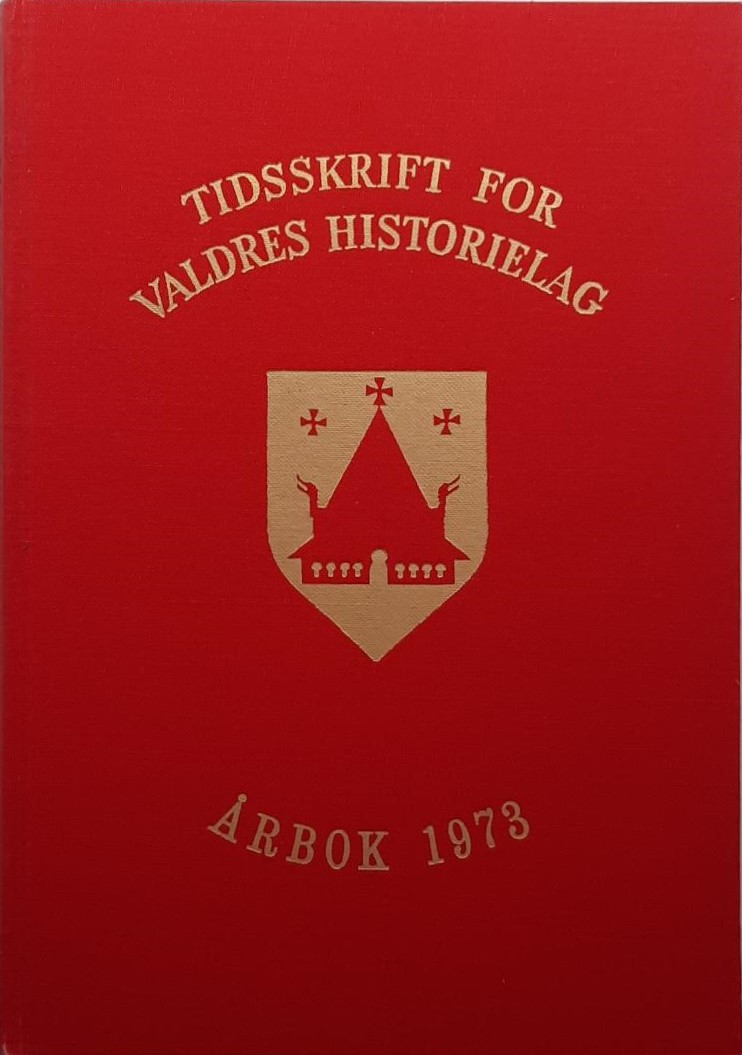 TIDSSKRIFT FOR
VALDRES HISTORIELAG
ÅRBOK 1973